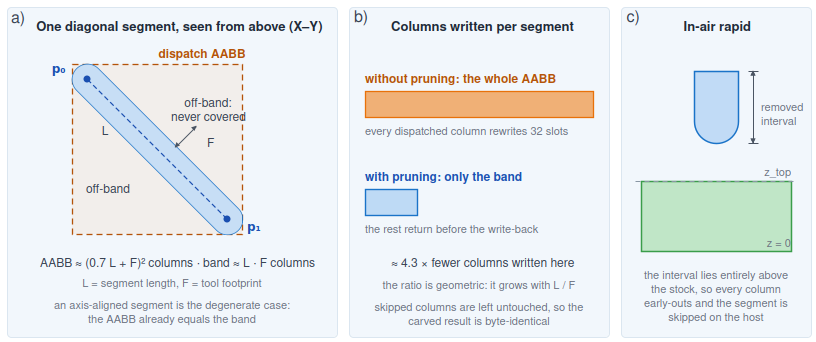 a)
One diagonal segment, seen from above (X–Y)
dispatch AABB
p₀
off-band:
never covered
L
F
off-band
p₁
AABB ≈ (0.7 L + F)² columns · band ≈ L · F columns
L = segment length, F = tool footprint
an axis-aligned segment is the degenerate case:
the AABB already equals the band
b)
Columns written per segment
without pruning: the whole AABB
every dispatched column rewrites 32 slots
with pruning: only the band
the rest return before the write-back
≈ 4.3 × fewer columns written here
the ratio is geometric: it grows with L / F
skipped columns are left untouched, so the
carved result is byte-identical
c)
In-air rapid
removed
interval
z_top
z = 0
the interval lies entirely above
the stock, so every column
early-outs and the segment is
skipped on the host